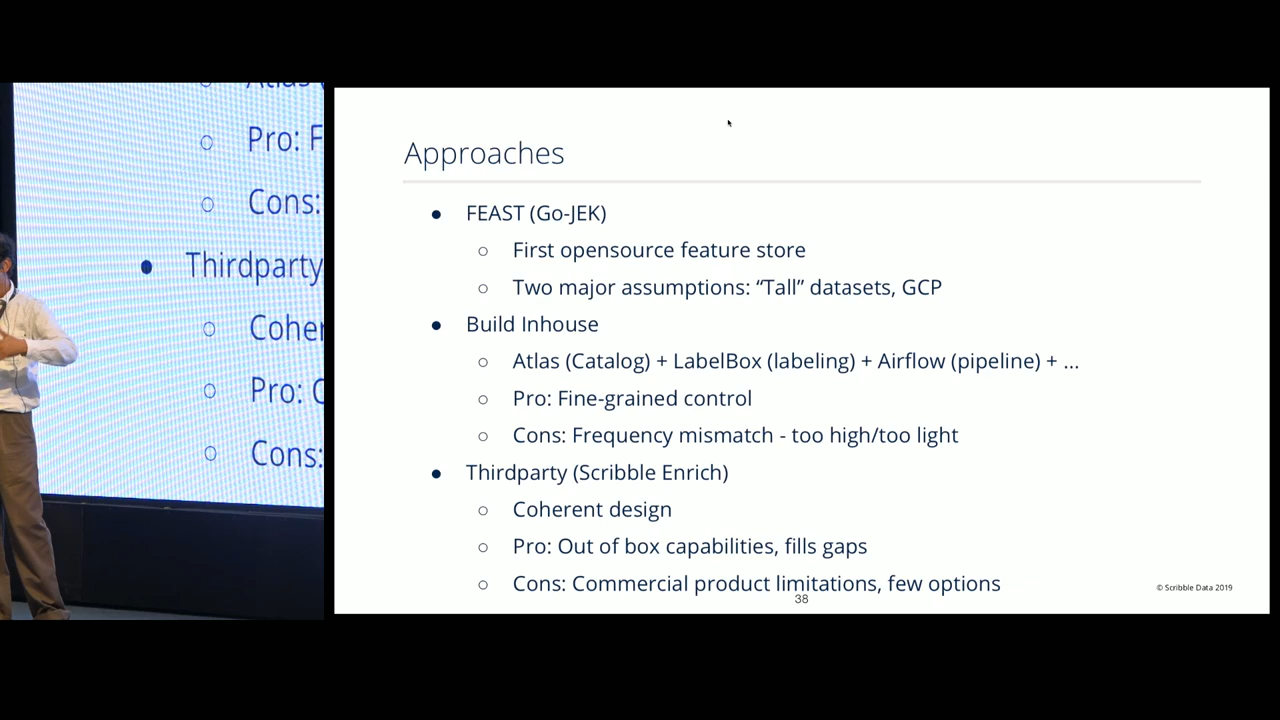 Atlas
Pro: F
Cons:
Thirdparty
Coher
Pro: C
Cons:
Approaches
● FEAST (Go-JEK)
○ First opensource feature store
○ Two major assumptions: “Tall” datasets, GCP
● Build Inhouse
○ Atlas (Catalog) + LabelBox (labeling) + Airflow (pipeline) + ...
○ Pro: Fine-grained control
○ Cons: Frequency mismatch - too high/too light
● Thirdparty (Scribble Enrich)
○ Coherent design
○ Pro: Out of box capabilities, fills gaps
○ Cons: Commercial product limitations, few options
38
© Scribble Data 2019